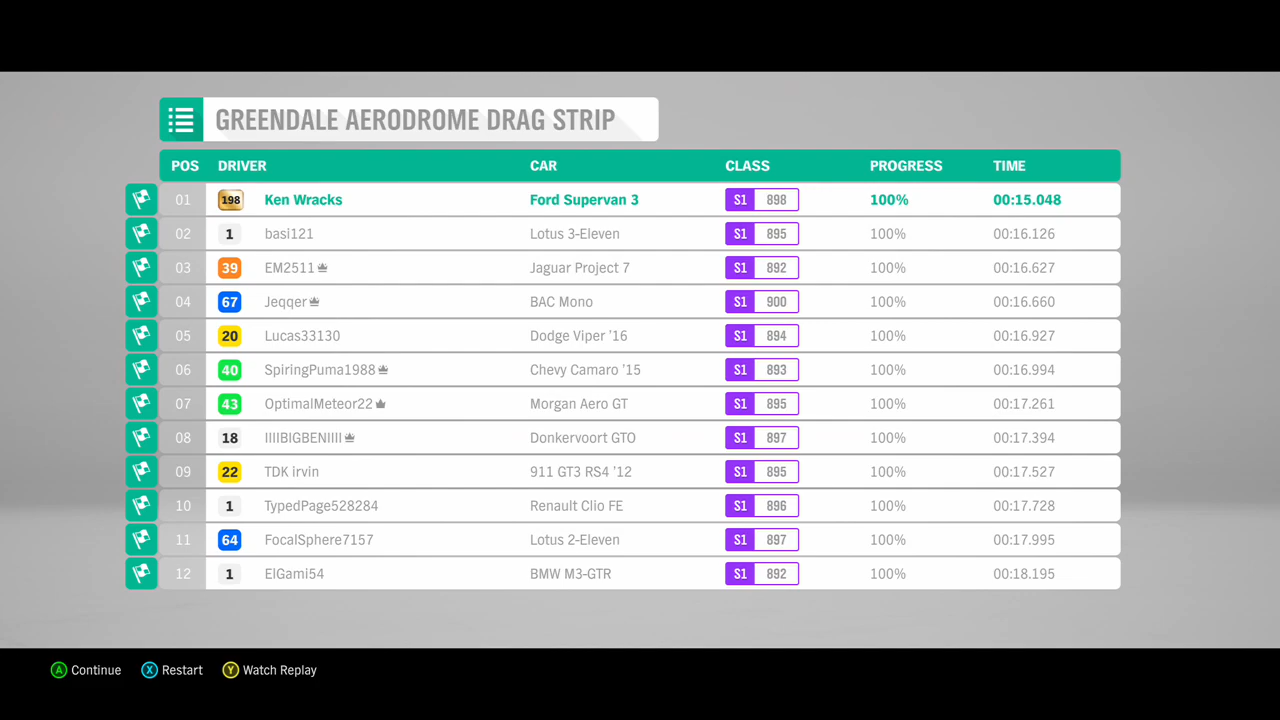 GREENDALE AERODROME DRAG STRIP
POS DRIVER CAR CLASS PROGRESS TIME
01 198 Ken Wracks Ford Supervan 3 S1 898 100% 00:15.048
02 1 basi121 Lotus 3-Eleven S1 895 100% 00:16.126
03 39 EM2511 Jaguar Project 7 S1 892 100% 00:16.627
04 67 Jeqqer BAC Mono S1 900 100% 00:16.660
05 20 Lucas33130 Dodge Viper '16 S1 894 100% 00:16.927
06 40 SpiringPuma1988 Chevy Camaro '15 S1 893 100% 00:16.994
07 43 OptimalMeteor22 Morgan Aero GT S1 895 100% 00:17.261
08 18 IIIIBIGBENIIII Donkervoort GTO S1 897 100% 00:17.394
09 22 TDK irvin 911 GT3 RS4 '12 S1 895 100% 00:17.527
10 1 TypedPage528284 Renault Clio FE S1 896 100% 00:17.728
11 64 FocalSphere7157 Lotus 2-Eleven S1 897 100% 00:17.995
12 1 ElGami54 BMW M3-GTR S1 892 100% 00:18.195
A Continue X Restart Y Watch Replay